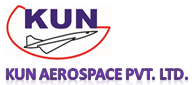 KUN
KUN AEROSPACE PVT. LTD.